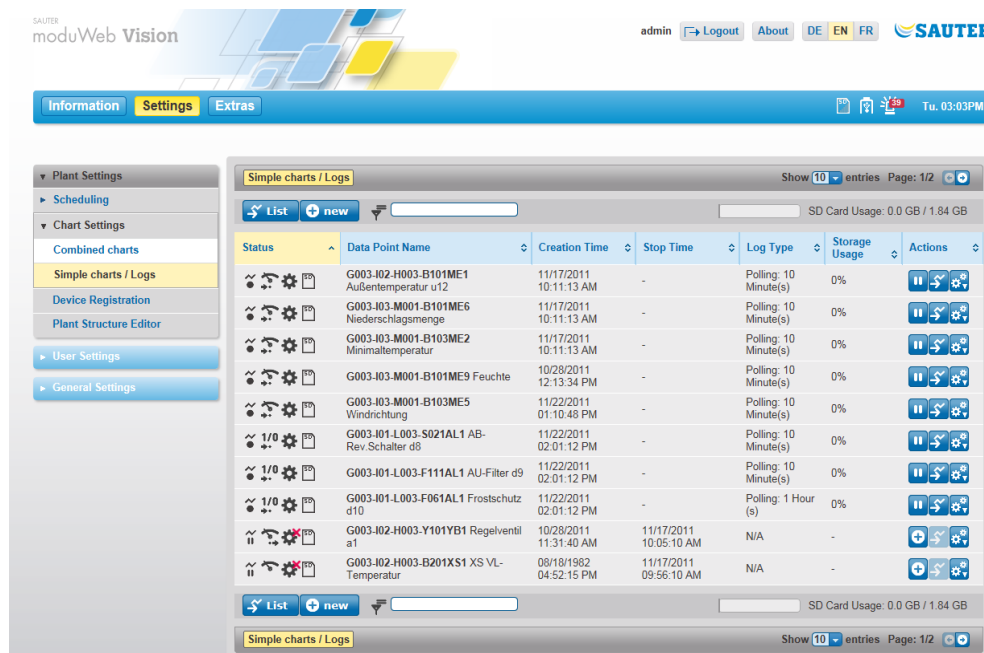 SAUTER
moduWeb Vision
admin Logout About DE EN FR SAUTER
Information Settings Extras 39 Tu. 03:03PM
Plant Settings
Scheduling
Chart Settings
Combined charts
Simple charts / Logs
Device Registration
Plant Structure Editor
User Settings
General Settings
Simple charts / Logs Show 10 entries Page: 1/2
List new SD Card Usage: 0.0 GB / 1.84 GB
Status Data Point Name Creation Time Stop Time Log Type Storage Usage Actions
SD G003-I02-H003-B101ME1 11/17/2011 Polling: 10
Außentemperatur u12 10:11:13 AM - Minute(s) 0%
SD G003-I03-M001-B101ME6 11/17/2011 Polling: 10
Niederschlagsmenge 10:11:13 AM - Minute(s) 0%
SD G003-I03-M001-B103ME2 11/17/2011 Polling: 10
Minimaltemperatur 10:11:13 AM - Minute(s) 0%
SD G003-I03-M001-B101ME9 Feuchte 10/28/2011 Polling: 10
12:13:34 PM - Minute(s) 0%
SD G003-I03-M001-B103ME5 11/22/2011 Polling: 10
Windrichtung 01:10:48 PM - Minute(s) 0%
1/0 SD G003-I01-L003-S021AL1 AB- 11/22/2011 Polling: 10
Rev.Schalter d8 02:01:12 PM - Minute(s) 0%
1/0 SD G003-I01-L003-F111AL1 AU-Filter d9 11/22/2011 Polling: 10
02:01:12 PM - Minute(s) 0%
1/0 SD G003-I01-L003-F061AL1 Frostschutz 11/22/2011 Polling: 1 Hour
d10 02:01:12 PM - (s) 0%
SD G003-I02-H003-Y101YB1 Regelventil 10/28/2011 11/17/2011 N/A -
a1 11:31:40 AM 10:05:10 AM
SD G003-I02-H003-B201XS1 XS VL- 08/18/1982 11/17/2011 N/A -
Temperatur 04:52:15 PM 09:56:10 AM
List new SD Card Usage: 0.0 GB / 1.84 GB
Simple charts / Logs Show 10 entries Page: 1/2